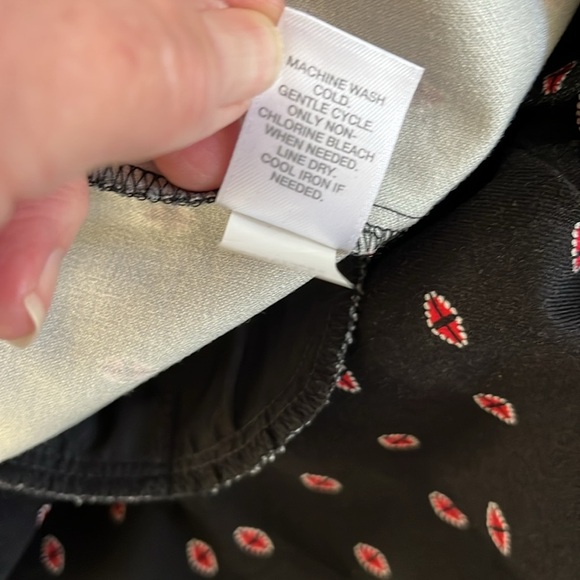 MACHINE WASH
COLD.
GENTLE CYCLE.
ONLY NON-
CHLORINE BLEACH
WHEN NEEDED.
LINE DRY.
COOL IRON IF
NEEDED.